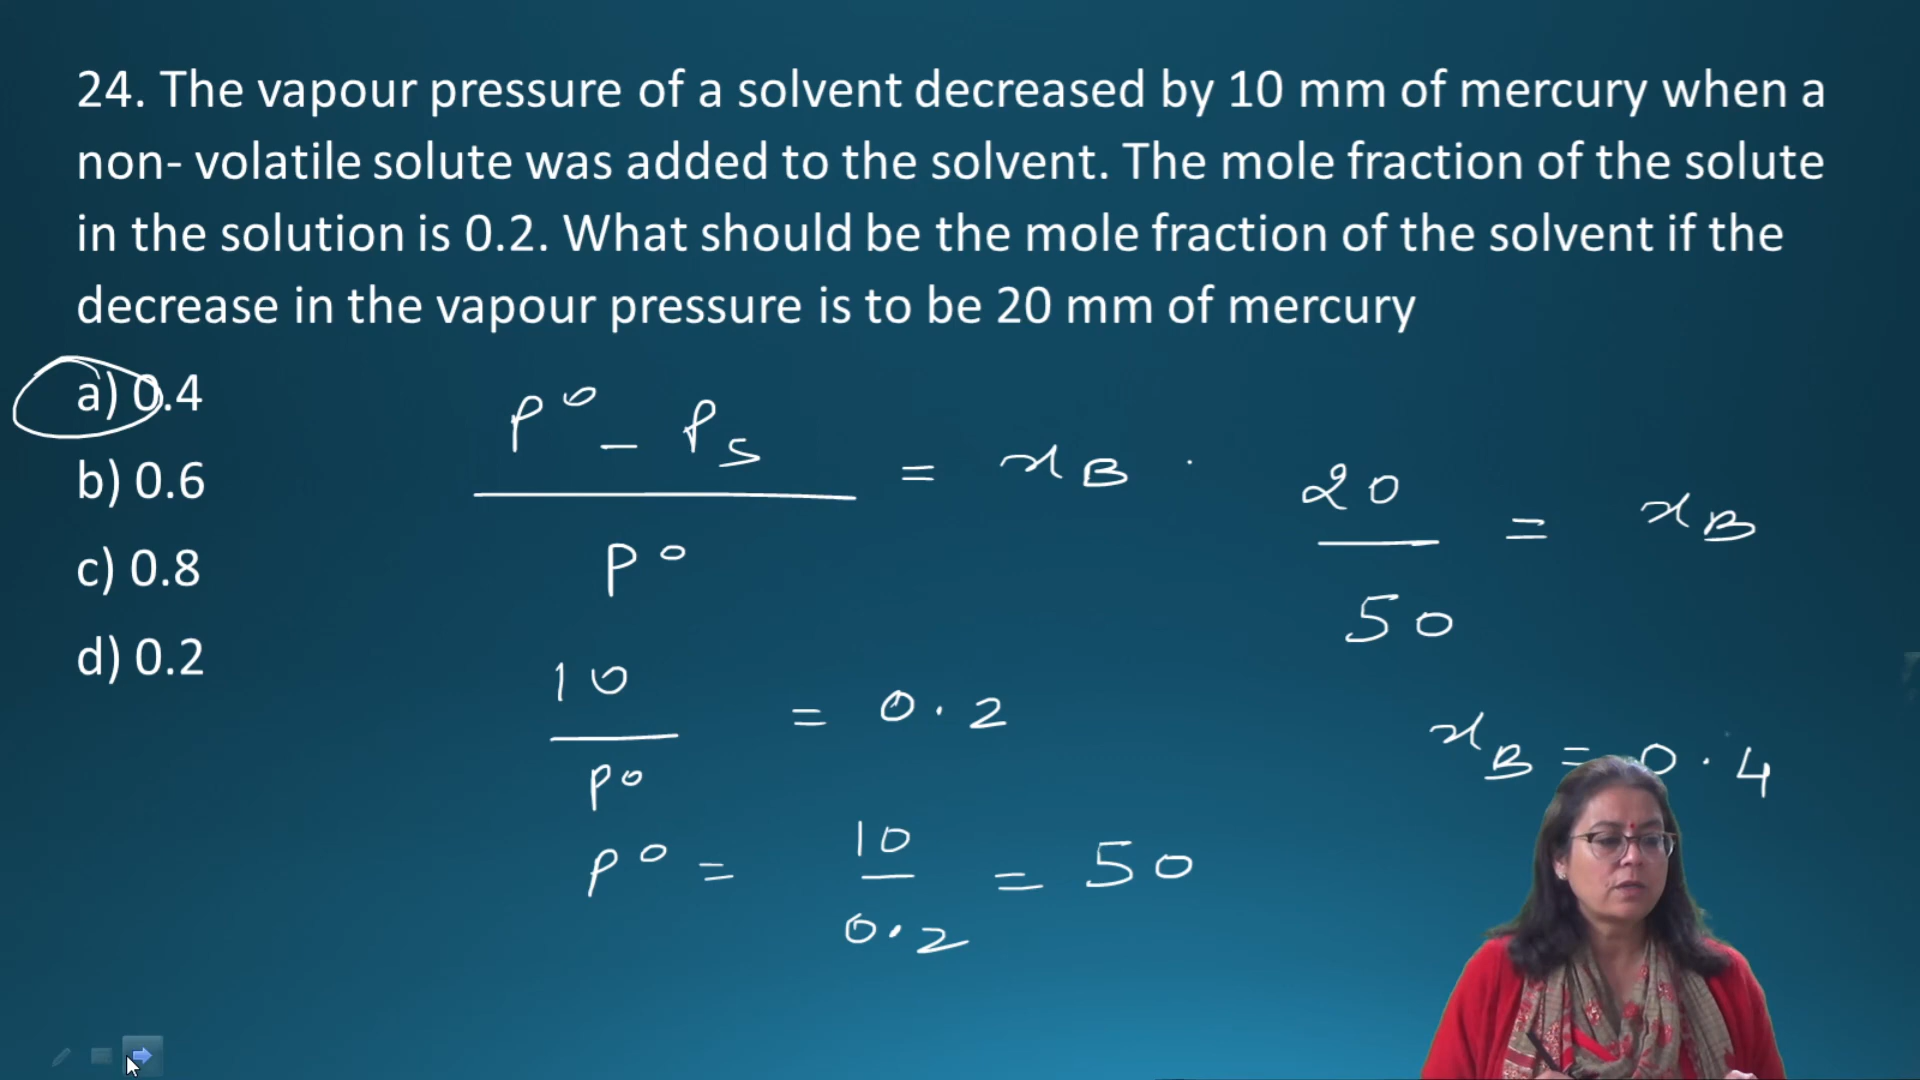 24. The vapour pressure of a solvent decreased by 10 mm of mercury when a
non- volatile solute was added to the solvent. The mole fraction of the solute
in the solution is 0.2. What should be the mole fraction of the solvent if the
decrease in the vapour pressure is to be 20 mm of mercury
a) 0.4
b) 0.6
c) 0.8
d) 0.2
P° - Ps
= xB
P°
10
= 0.2
P°
P° = 10 = 50
0.2
20
= xB
50
xB = 0.4